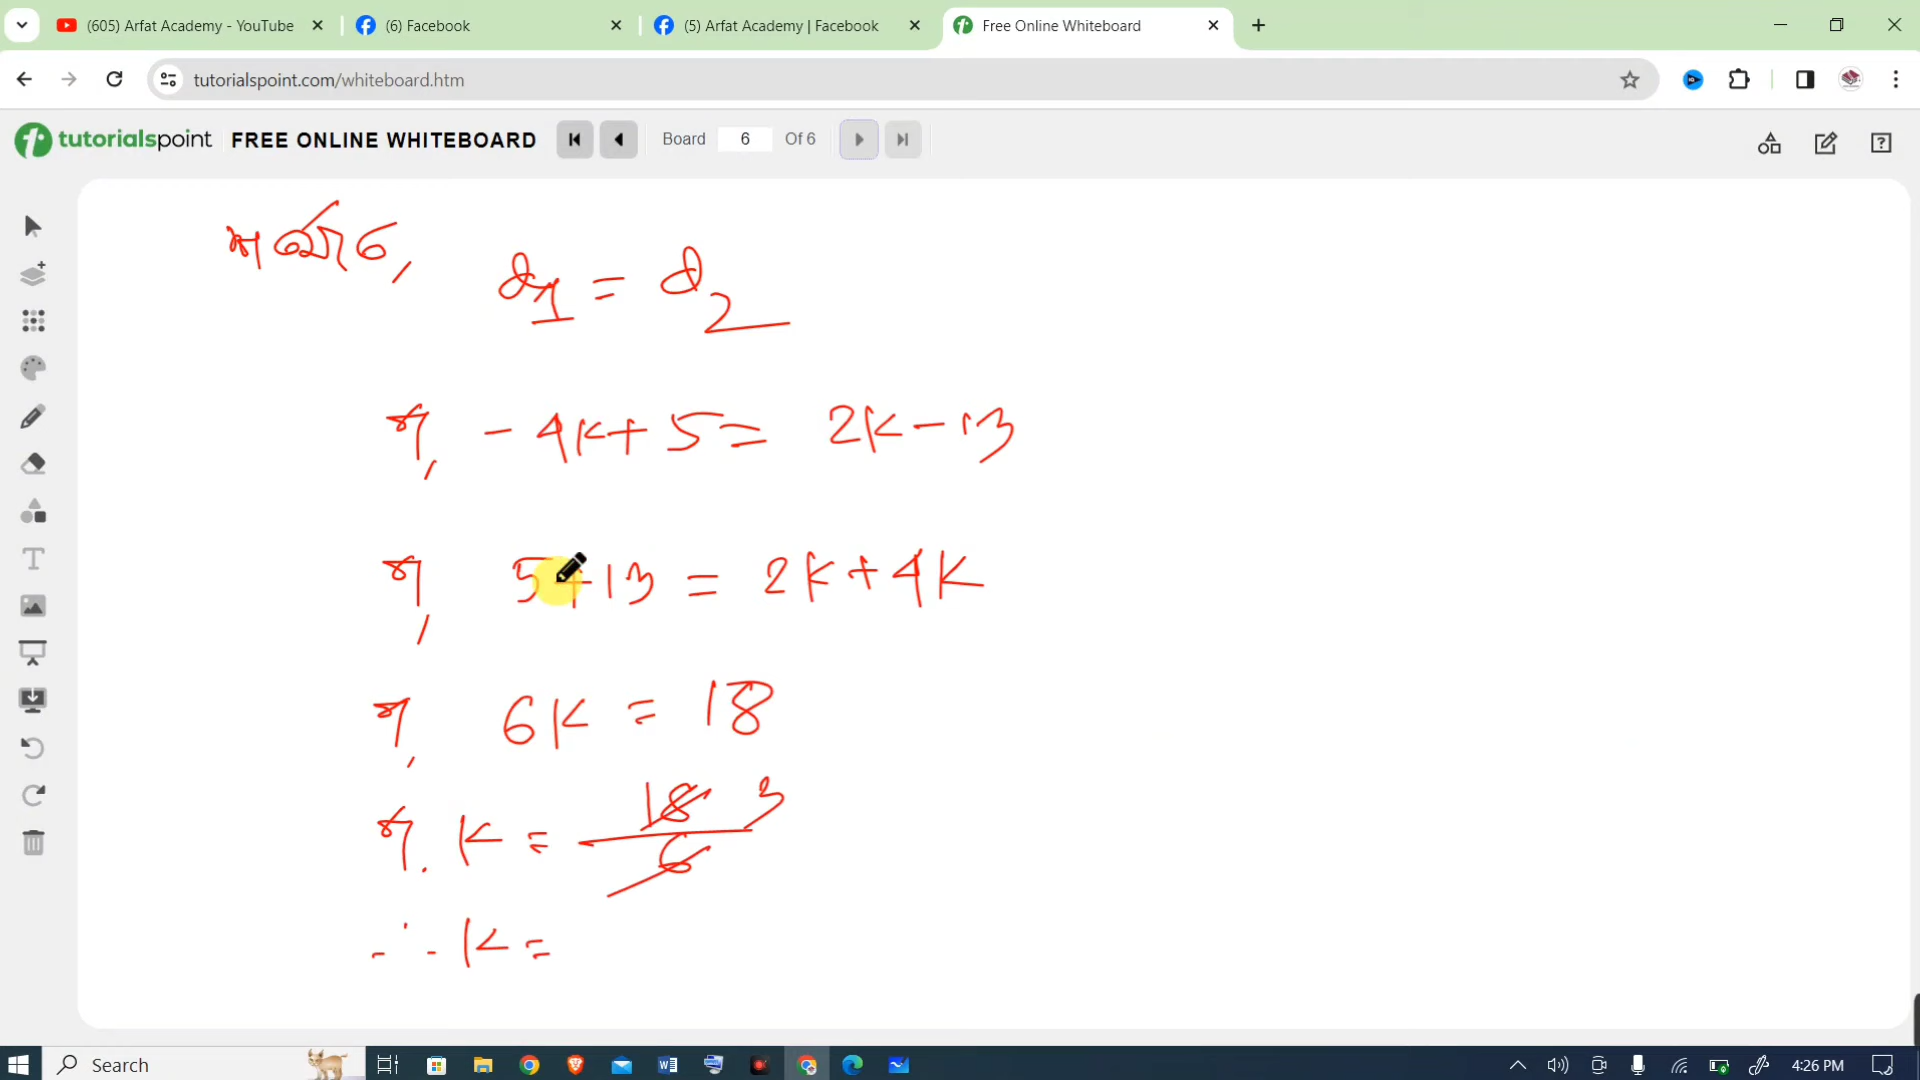 (605) Arfat Academy - YouTube
(6) Facebook
(5) Arfat Academy | Facebook
Free Online Whiteboard
tutorialspoint.com/whiteboard.htm
tutorialspoint FREE ONLINE WHITEBOARD
Board 6 Of 6
d1 = d2
বা, - 4k + 5 = 2k - 13
বা, 5 + 13 = 2k + 4k
বা, 6k = 18
বা, k = 18/6 3
∴ k =
Search
4:26 PM